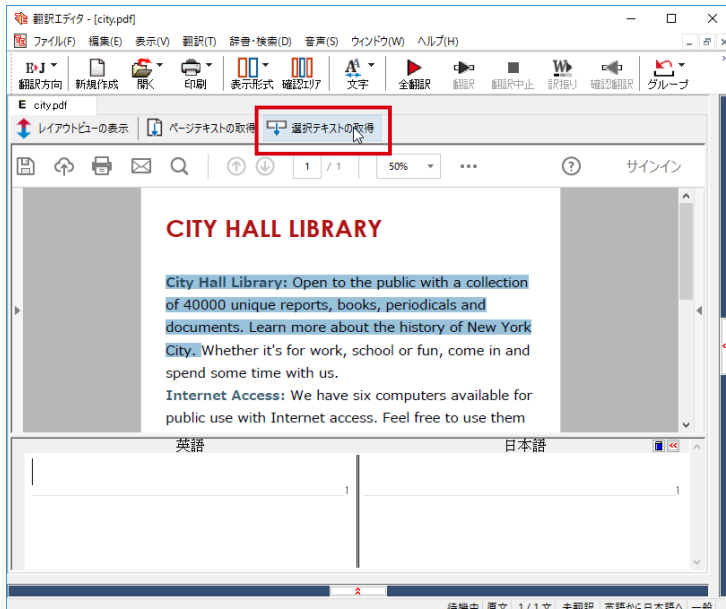 翻訳エディタ - [city.pdf]
ファイル(F) 編集(E) 表示(V) 翻訳(T) 辞書・検索(D) 音声(S) ウィンドウ(W) ヘルプ(H)
E›J
翻訳方向 新規作成 開く 印刷 表示形式 確認エリア 文字 全翻訳 翻訳 翻訳中止 訳振り 確認翻訳 グループ
E city.pdf
レイアウトビューの表示 ページテキストの取得 選択テキストの取得
1 / 1 50% サインイン
CITY HALL LIBRARY
City Hall Library: Open to the public with a collection
of 40000 unique reports, books, periodicals and
documents. Learn more about the history of New York
City. Whether it's for work, school or fun, come in and
spend some time with us.
Internet Access: We have six computers available for
public use with Internet access. Feel free to use them
英語 日本語
1 1
待機中 原文 1/1文 未翻訳 英語から日本語へ 一般